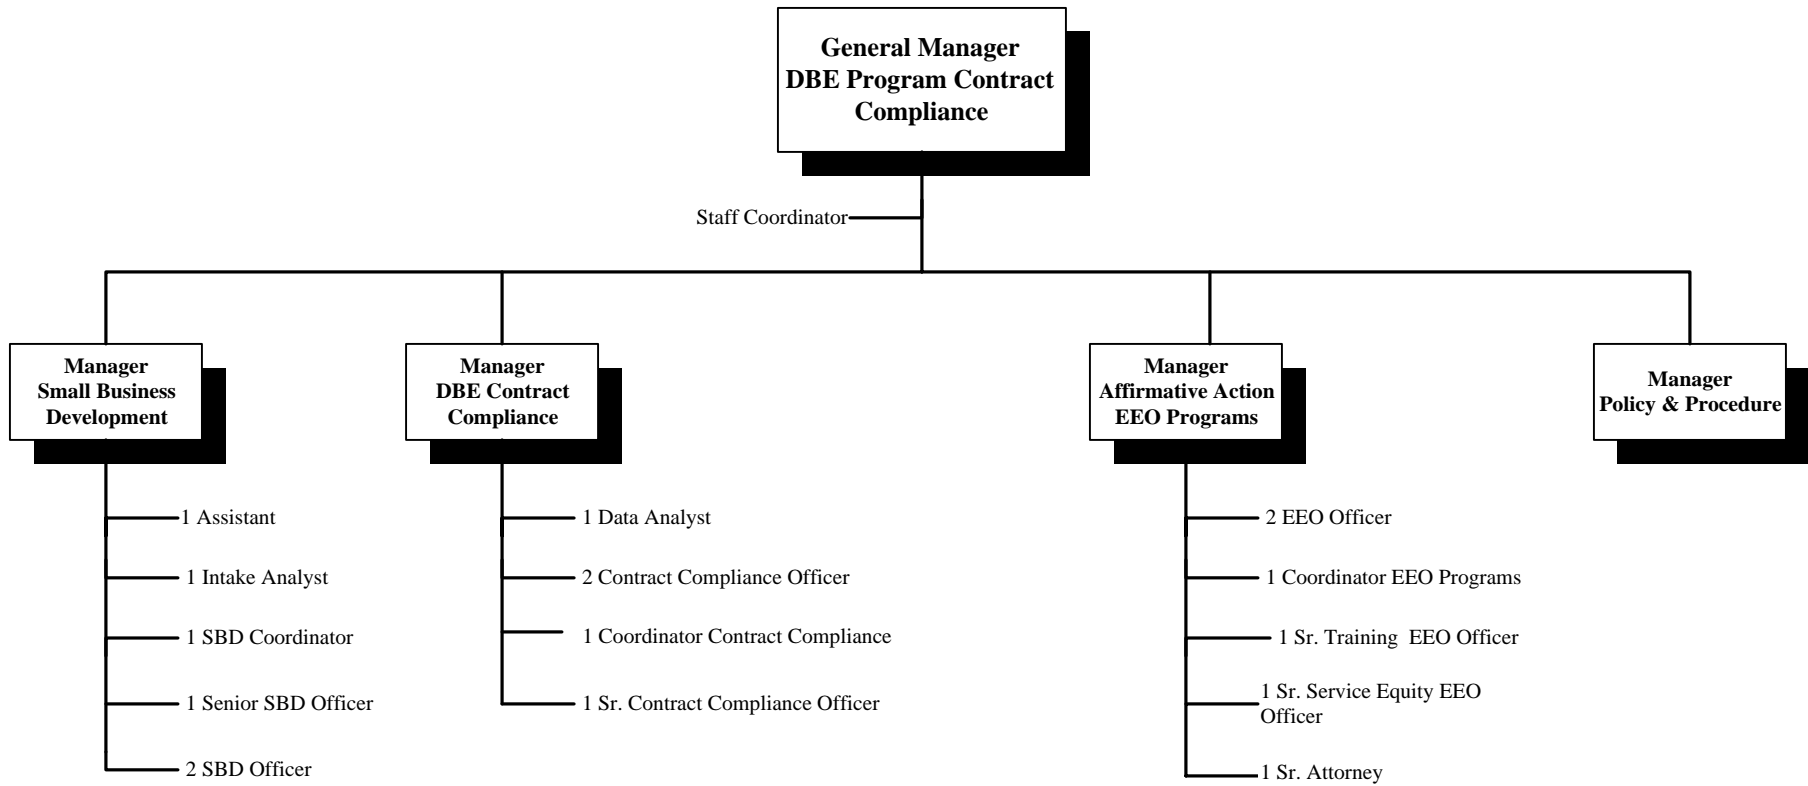 General Manager
DBE Program Contract
Compliance
Staff Coordinator
Manager
Small Business
Development
Manager
DBE Contract
Compliance
Manager
Affirmative Action
EEO Programs
Manager
Policy & Procedure
1 Assistant
1 Intake Analyst
1 SBD Coordinator
1 Senior SBD Officer
2 SBD Officer
1 Data Analyst
2 Contract Compliance Officer
1 Coordinator Contract Compliance
1 Sr. Contract Compliance Officer
2 EEO Officer
1 Coordinator EEO Programs
1 Sr. Training  EEO Officer
1 Sr. Service Equity EEO
Officer
1 Sr. Attorney